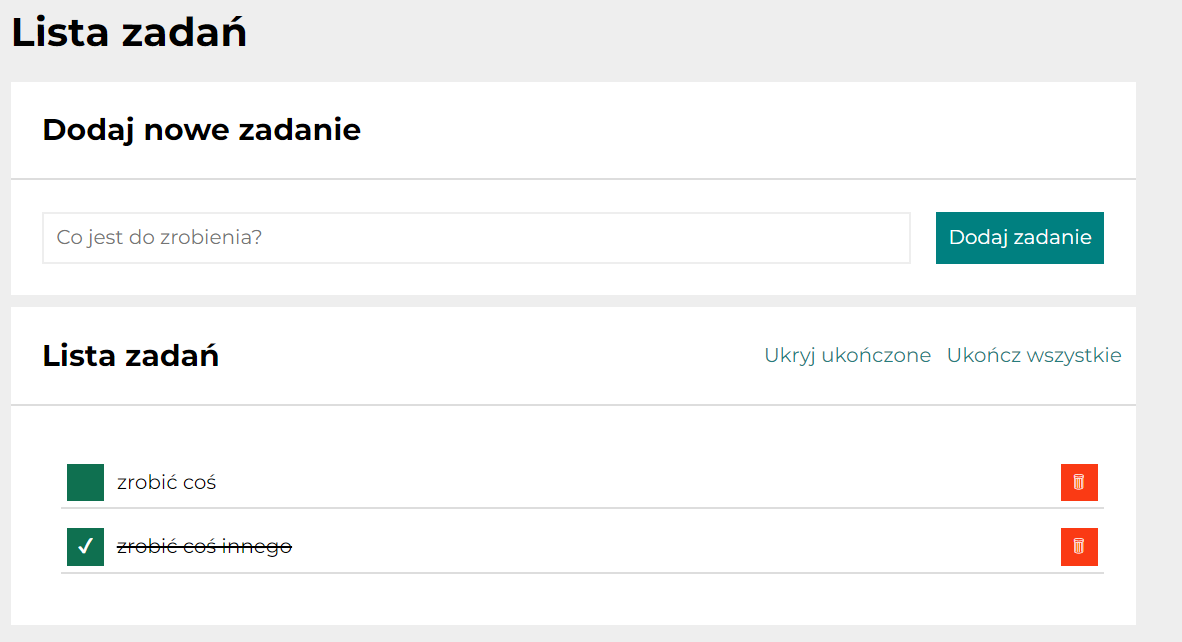 Lista zadań
Dodaj nowe zadanie
Co jest do zrobienia?
Dodaj zadanie
Lista zadań
Ukryj ukończone
Ukończ wszystkie
zrobić coś
zrobić coś innego